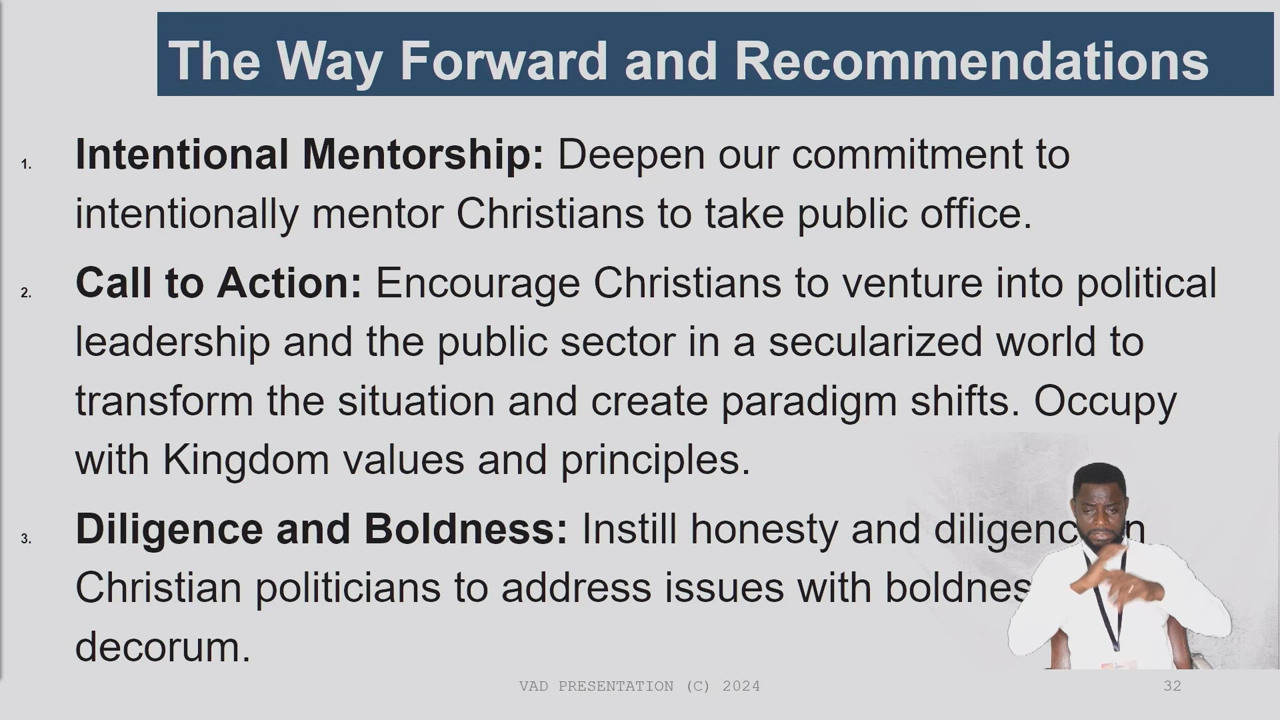 The Way Forward and Recommendations
1. Intentional Mentorship: Deepen our commitment to
intentionally mentor Christians to take public office.
2. Call to Action: Encourage Christians to venture into political
leadership and the public sector in a secularized world to
transform the situation and create paradigm shifts. Occupy
with Kingdom values and principles.
3. Diligence and Boldness: Instill honesty and
Christian politicians to address issues with
decorum.
VAD PRESENTATION (C) 2024
32